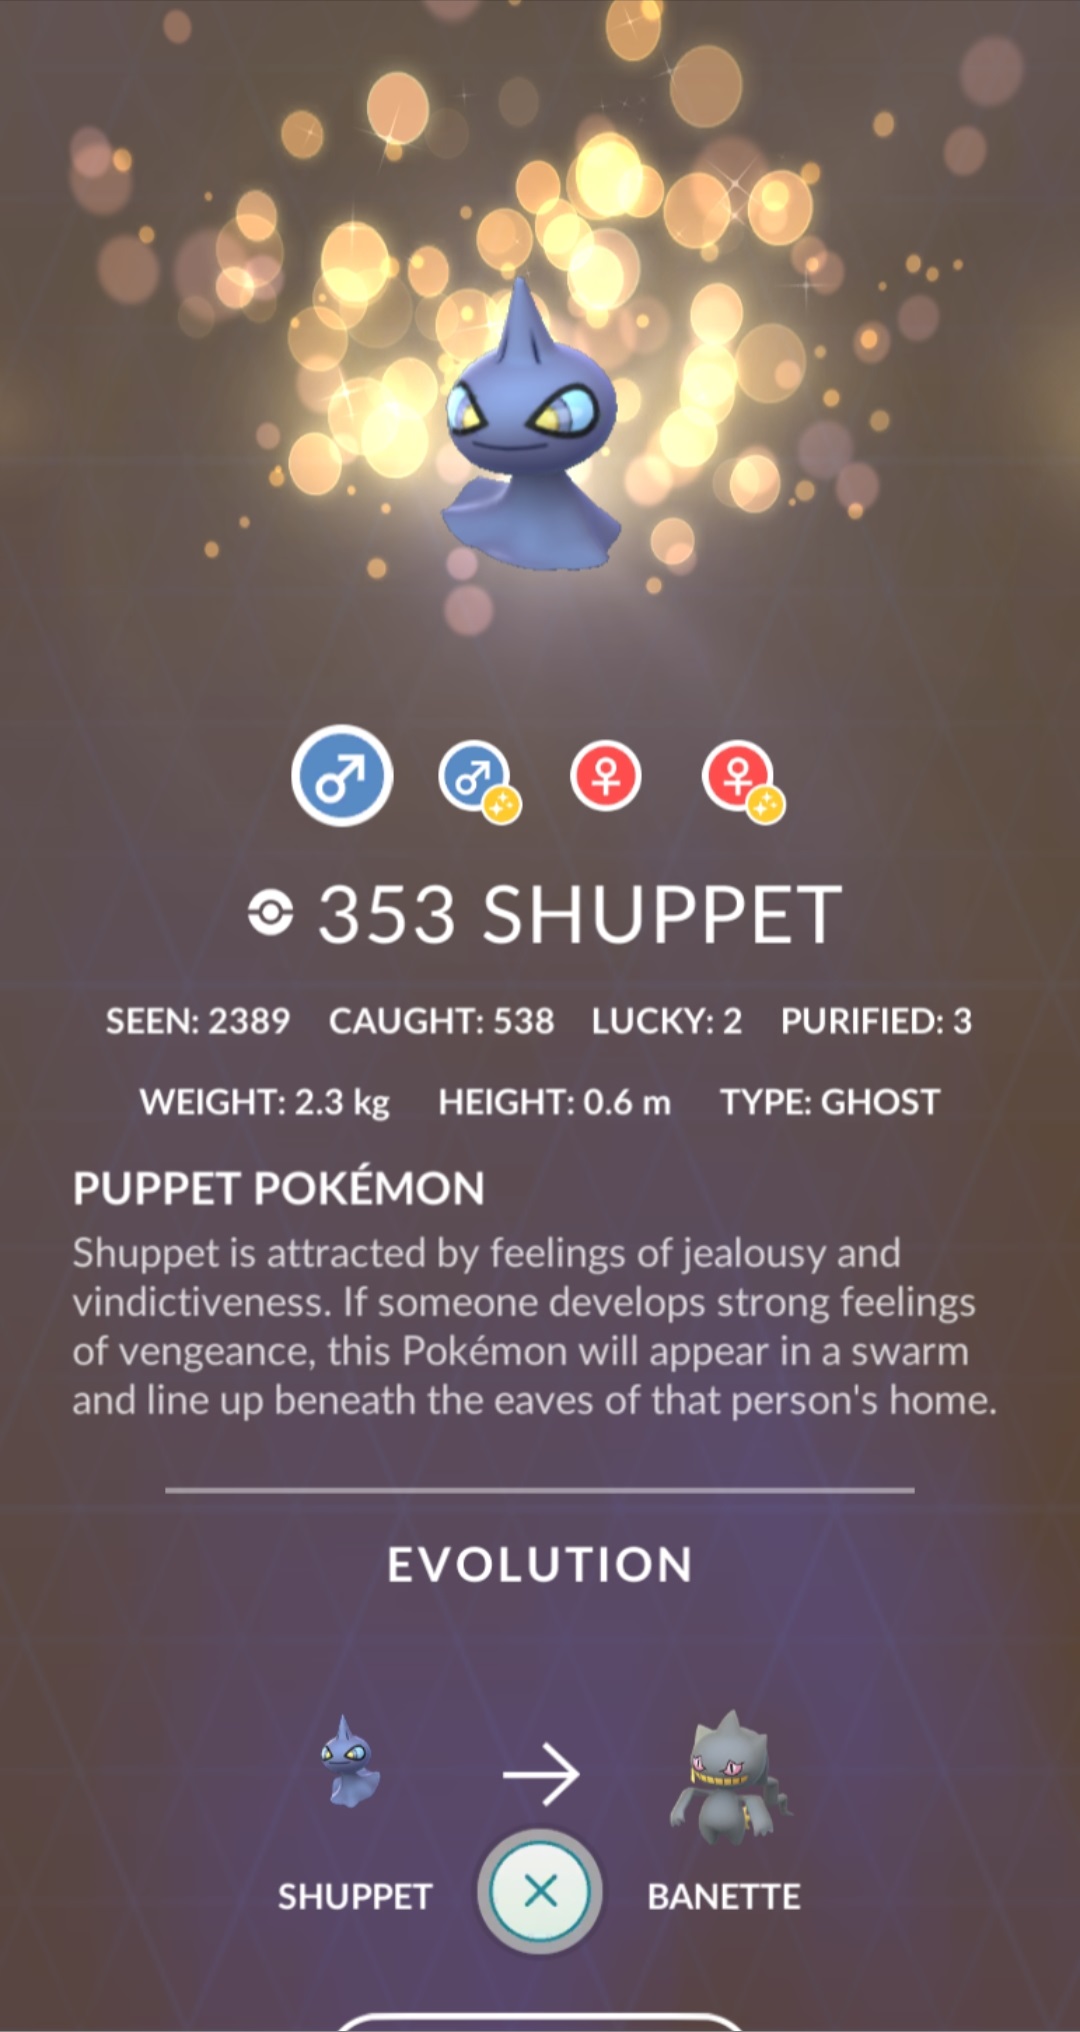 353 SHUPPET
SEEN: 2389 CAUGHT: 538 LUCKY: 2 PURIFIED: 3
WEIGHT: 2.3 kg HEIGHT: 0.6 m TYPE: GHOST
PUPPET POKÉMON
Shuppet is attracted by feelings of jealousy and
vindictiveness. If someone develops strong feelings
of vengeance, this Pokémon will appear in a swarm
and line up beneath the eaves of that person's home.
EVOLUTION
SHUPPET BANETTE